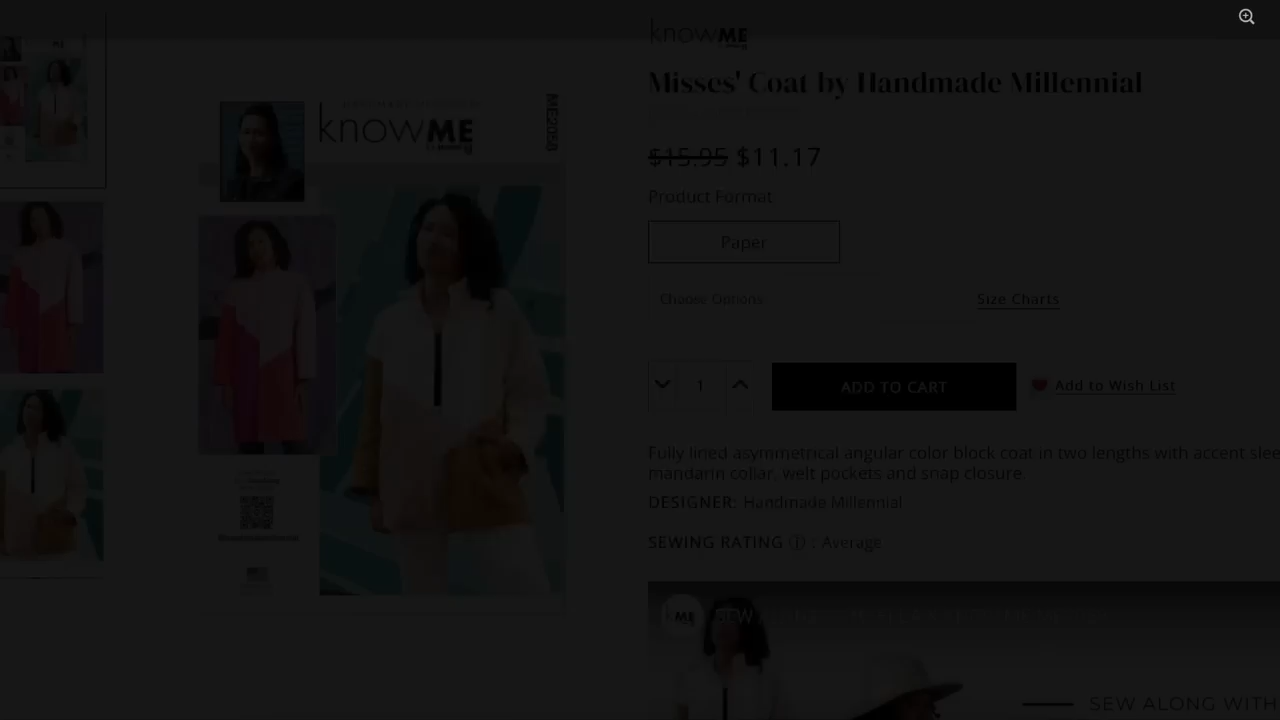 knowME
Misses' Coat by Handmade Millennial
knowME
ME2058
$15.95 $11.17
Product Format
Paper
Choose Options
Size Charts
1
ADD TO CART
Add to Wish List
Fully lined asymmetrical angular color block coat in two lengths with accent slee
mandarin collar, welt pockets and snap closure.
DESIGNER: Handmade Millennial
SEWING RATING ⓘ : Average
ME
SEW ALONG WITH